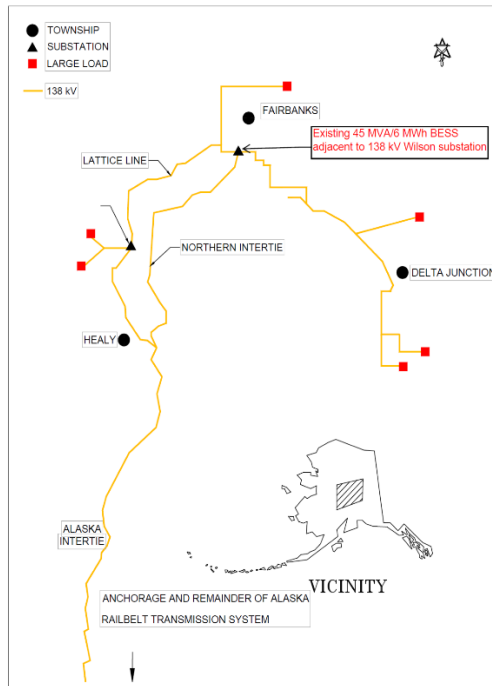 TOWNSHIP
SUBSTATION
LARGE LOAD
138 kV
FAIRBANKS
Existing 45 MVA/6 MWh BESS
adjacent to 138 kV Wilson substation
LATTICE LINE
NORTHERN INTERTIE
DELTA JUNCTION
HEALY
ALASKA
INTERTIE
VICINITY
ANCHORAGE AND REMAINDER OF ALASKA
RAILBELT TRANSMISSION SYSTEM